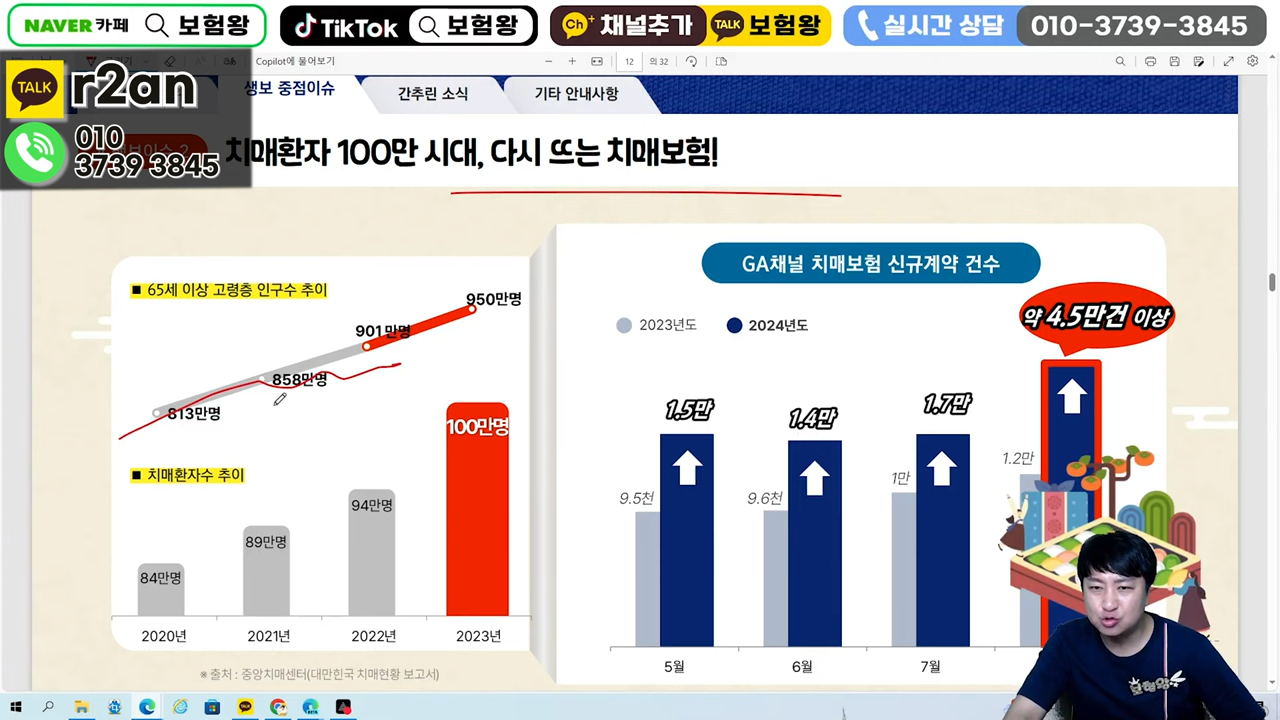 NAVER 카페 보험왕
TikTok 보험왕
Ch+ 채널추가 TALK 보험왕
실시간 상담 010-3739-3845
TALK r2an
010
3739 3845
Copilot에 물어보기
12 의 32
생보 중점이슈
간추린 소식
기타 안내사항
치매환자 100만 시대, 다시 뜨는 치매보험!
■ 65세 이상 고령층 인구수 추이
950만명
901만명
858만명
813만명
■ 치매환자수 추이
100만명
94만명
89만명
84만명
2020년 2021년 2022년 2023년
※ 출처 : 중앙치매센터(대만한국 치매현황 보고서)
GA채널 치매보험 신규계약 건수
2023년도 2024년도
약 4.5만건 이상
1.5만
1.4만
1.7만
9.5천
9.6천
1만
1.2만
5월 6월 7월
보험왕